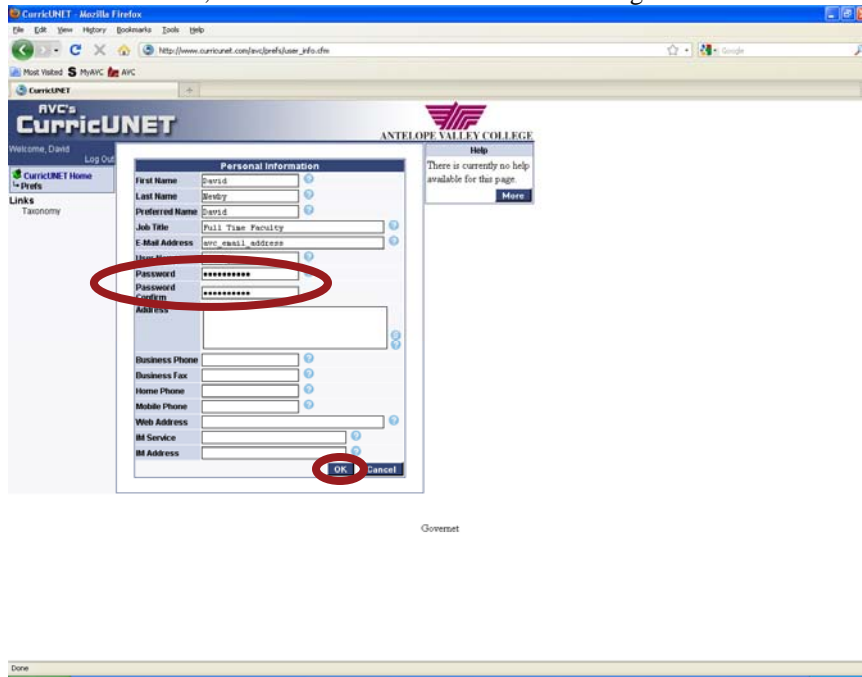 CurricUNET - Mozilla Firefox
File Edit View History Bookmarks Tools Help
http://www.curricunet.com/avc/prefs/user_info.cfm
Google
Most Visited MyAVC AVC
CurricUNET
AVC's
CurricUNET
ANTELOPE VALLEY COLLEGE
Welcome, David
Log Out
CurricUNET Home
Prefs
Links
Taxonomy
Personal Information
First Name David
Last Name Newby
Preferred Name David
Job Title Full Time Faculty
E-Mail Address avc_email_address
Password ••••••••••
Password
Confirm ••••••••••
Address
Business Phone
Business Fax
Home Phone
Mobile Phone
Web Address
IM Service
IM Address
OK Cancel
Help
There is currently no help
available for this page.
More
Governet
Done